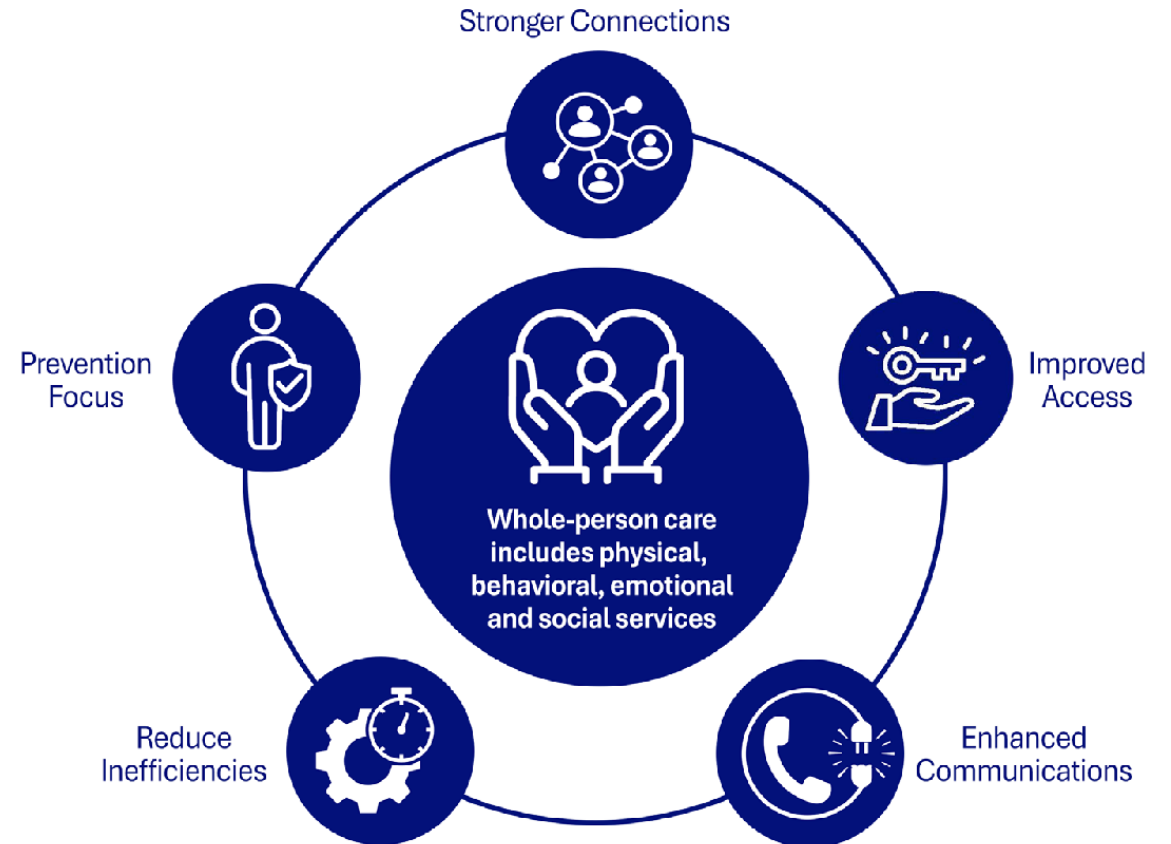 Stronger Connections
Prevention
Focus
Improved
Access
Whole-person care
includes physical,
behavioral, emotional
and social services
Reduce
Inefficiencies
Enhanced
Communications